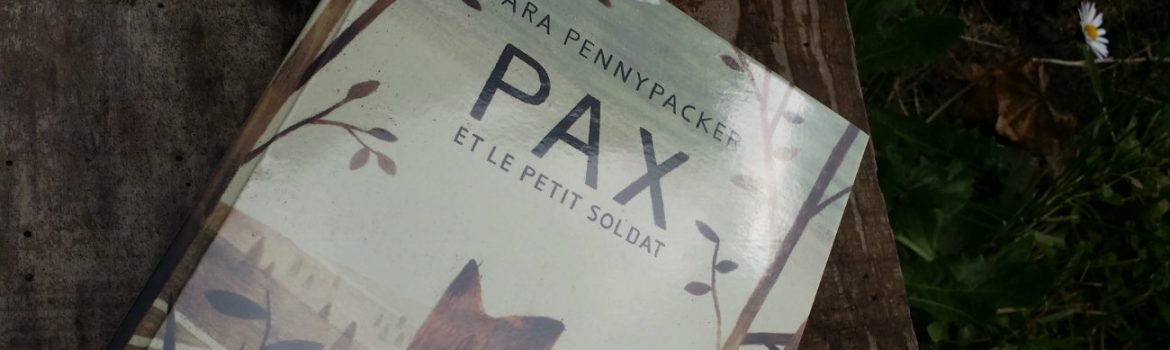 ARA PENNYPACKER
PAX
ET LE PETIT SOLDAT